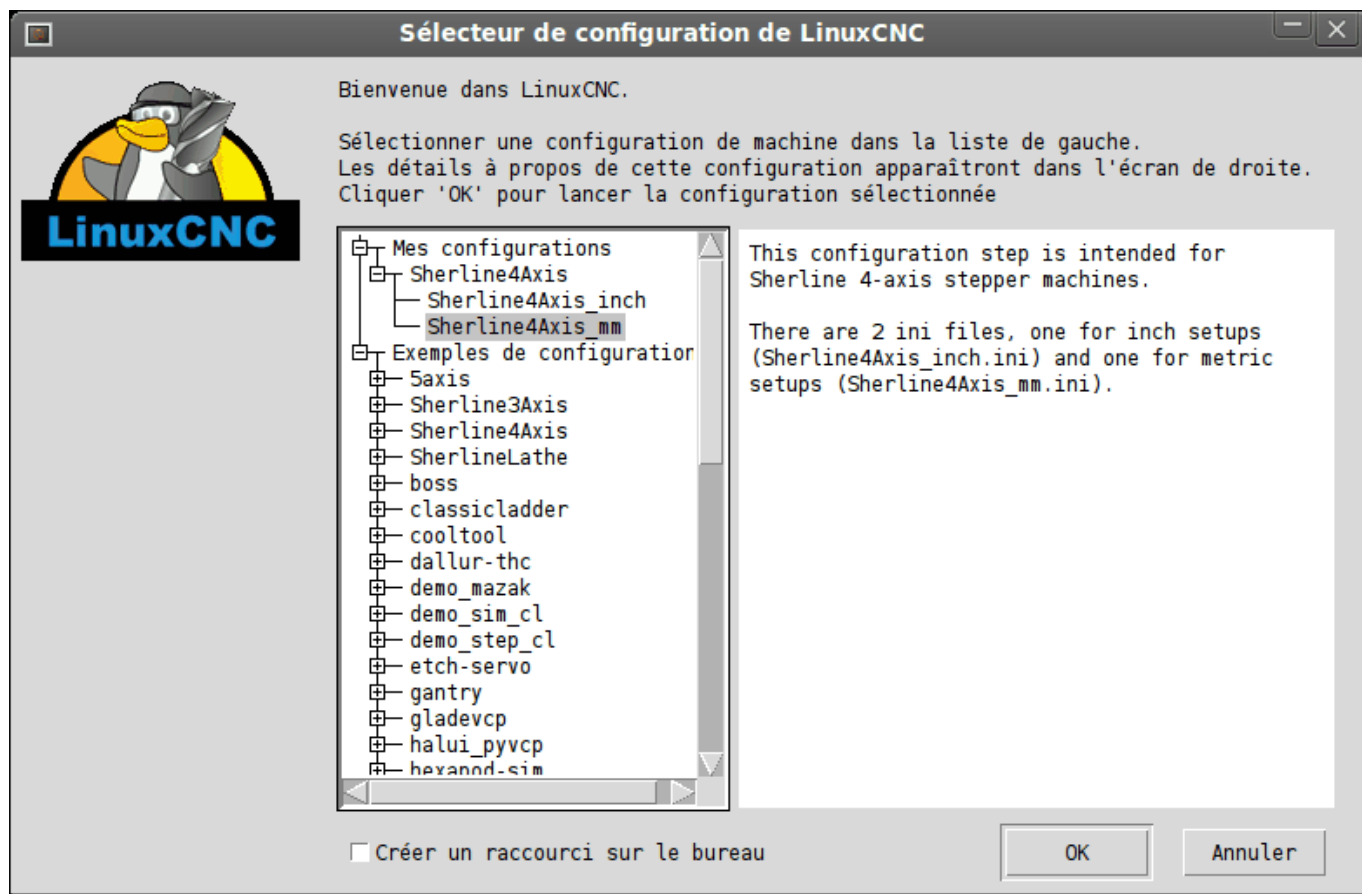 Sélecteur de configuration de LinuxCNC
LinuxCNC
Bienvenue dans LinuxCNC.
Sélectionner une configuration de machine dans la liste de gauche.
Les détails à propos de cette configuration apparaîtront dans l'écran de droite.
Cliquer 'OK' pour lancer la configuration sélectionnée
Mes configurations
Sherline4Axis
Sherline4Axis_inch
Sherline4Axis_mm
Exemples de configuration
5axis
Sherline3Axis
Sherline4Axis
SherlineLathe
boss
classicladder
cooltool
dallur-thc
demo_mazak
demo_sim_cl
demo_step_cl
etch-servo
gantry
gladevcp
halui_pyvcp
hexapod-sim
This configuration step is intended for
Sherline 4-axis stepper machines.
There are 2 ini files, one for inch setups
(Sherline4Axis_inch.ini) and one for metric
setups (Sherline4Axis_mm.ini).
Créer un raccourci sur le bureau
OK
Annuler